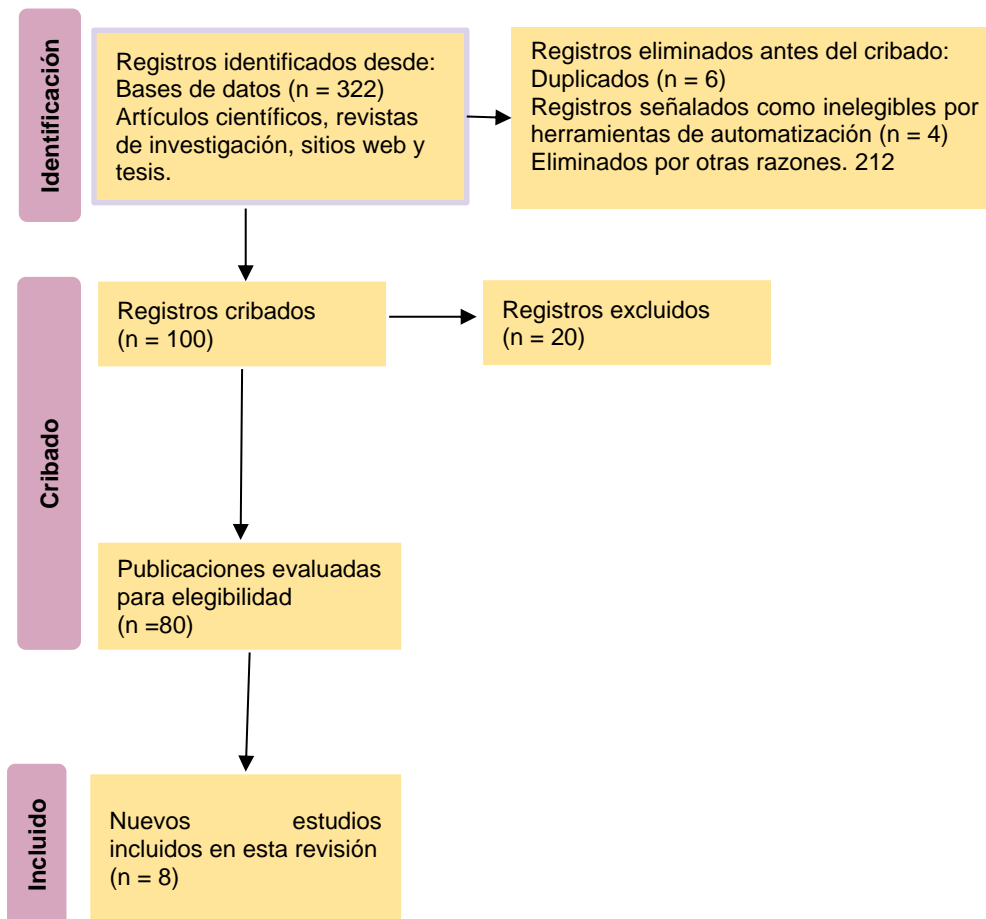 Identificación
Registros identificados desde:
Bases de datos (n = 322)
Artículos científicos, revistas
de investigación, sitios web y
tesis.
Registros eliminados antes del cribado:
Duplicados (n = 6)
Registros señalados como inelegibles por
herramientas de automatización (n = 4)
Eliminados por otras razones. 212
Cribado
Registros cribados
(n = 100)
Registros excluidos
(n = 20)
Publicaciones evaluadas
para elegibilidad
(n =80)
Incluido
Nuevos estudios
incluidos en esta revisión
(n = 8)